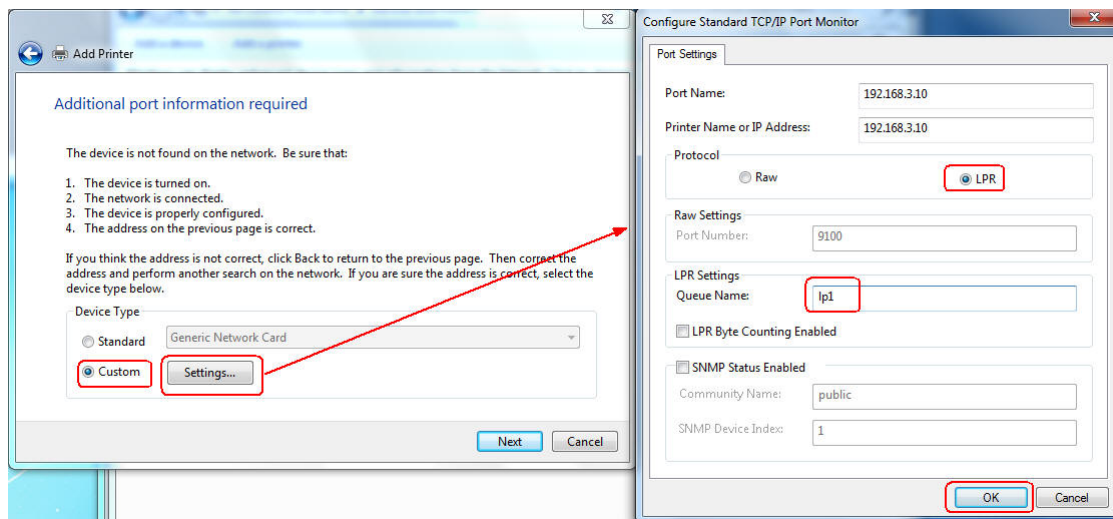 Add Printer
Additional port information required
The device is not found on the network. Be sure that:
1. The device is turned on.
2. The network is connected.
3. The device is properly configured.
4. The address on the previous page is correct.
If you think the address is not correct, click Back to return to the previous page. Then correct the
address and perform another search on the network. If you are sure the address is correct, select the
device type below.
Device Type
Standard Generic Network Card
Custom Settings...
Next Cancel
Configure Standard TCP/IP Port Monitor
Port Settings
Port Name: 192.168.3.10
Printer Name or IP Address: 192.168.3.10
Protocol
Raw LPR
Raw Settings
Port Number: 9100
LPR Settings
Queue Name: lp1
LPR Byte Counting Enabled
SNMP Status Enabled
Community Name: public
SNMP Device Index: 1
OK Cancel